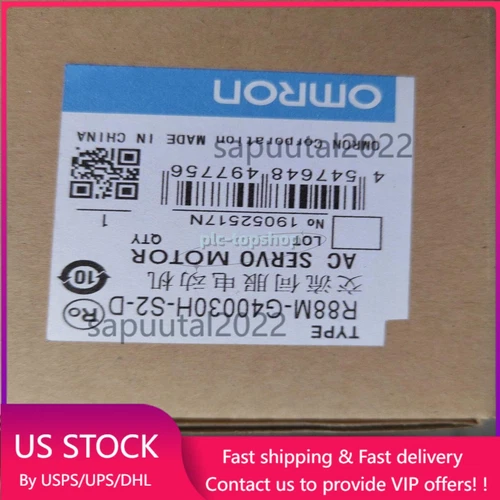 OMRON
OMRON Corporation MADE IN CHINA
sapuutal2022
4 547648 497756
No 19052517N
LOT
QTY
1
plc-topshop
AC SERVO MOTOR
交流伺服电动机
10
TYPE
R88M-G40030H-S2-D
Ro
sapuutal2022
US STOCK
By USPS/UPS/DHL
Fast shipping & Fast delivery
Contact us to provide VIP offers! !